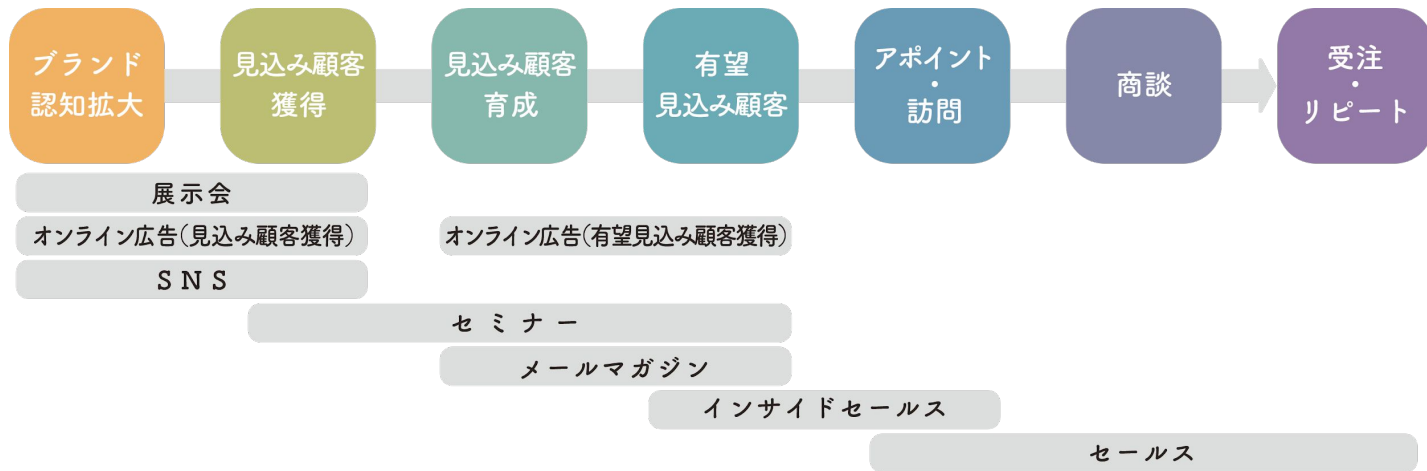 ブランド
認知拡大
見込み顧客
獲得
見込み顧客
育成
有望
見込み顧客
アポイント
・
訪問
商談
受注
・
リピート
展示会
オンライン広告(見込み顧客獲得)
オンライン広告(有望見込み顧客獲得)
SNS
セミナー
メールマガジン
インサイドセールス
セールス